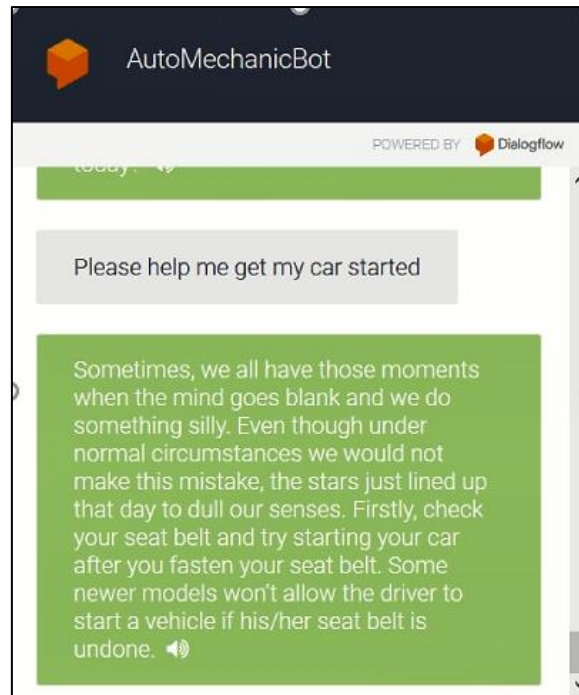 AutoMechanicBot
POWERED BY Dialogflow
today?
Please help me get my car started
Sometimes, we all have those moments
when the mind goes blank and we do
something silly. Even though under
normal circumstances we would not
make this mistake, the stars just lined up
that day to dull our senses. Firstly, check
your seat belt and try starting your car
after you fasten your seat belt. Some
newer models won't allow the driver to
start a vehicle if his/her seat belt is
undone.